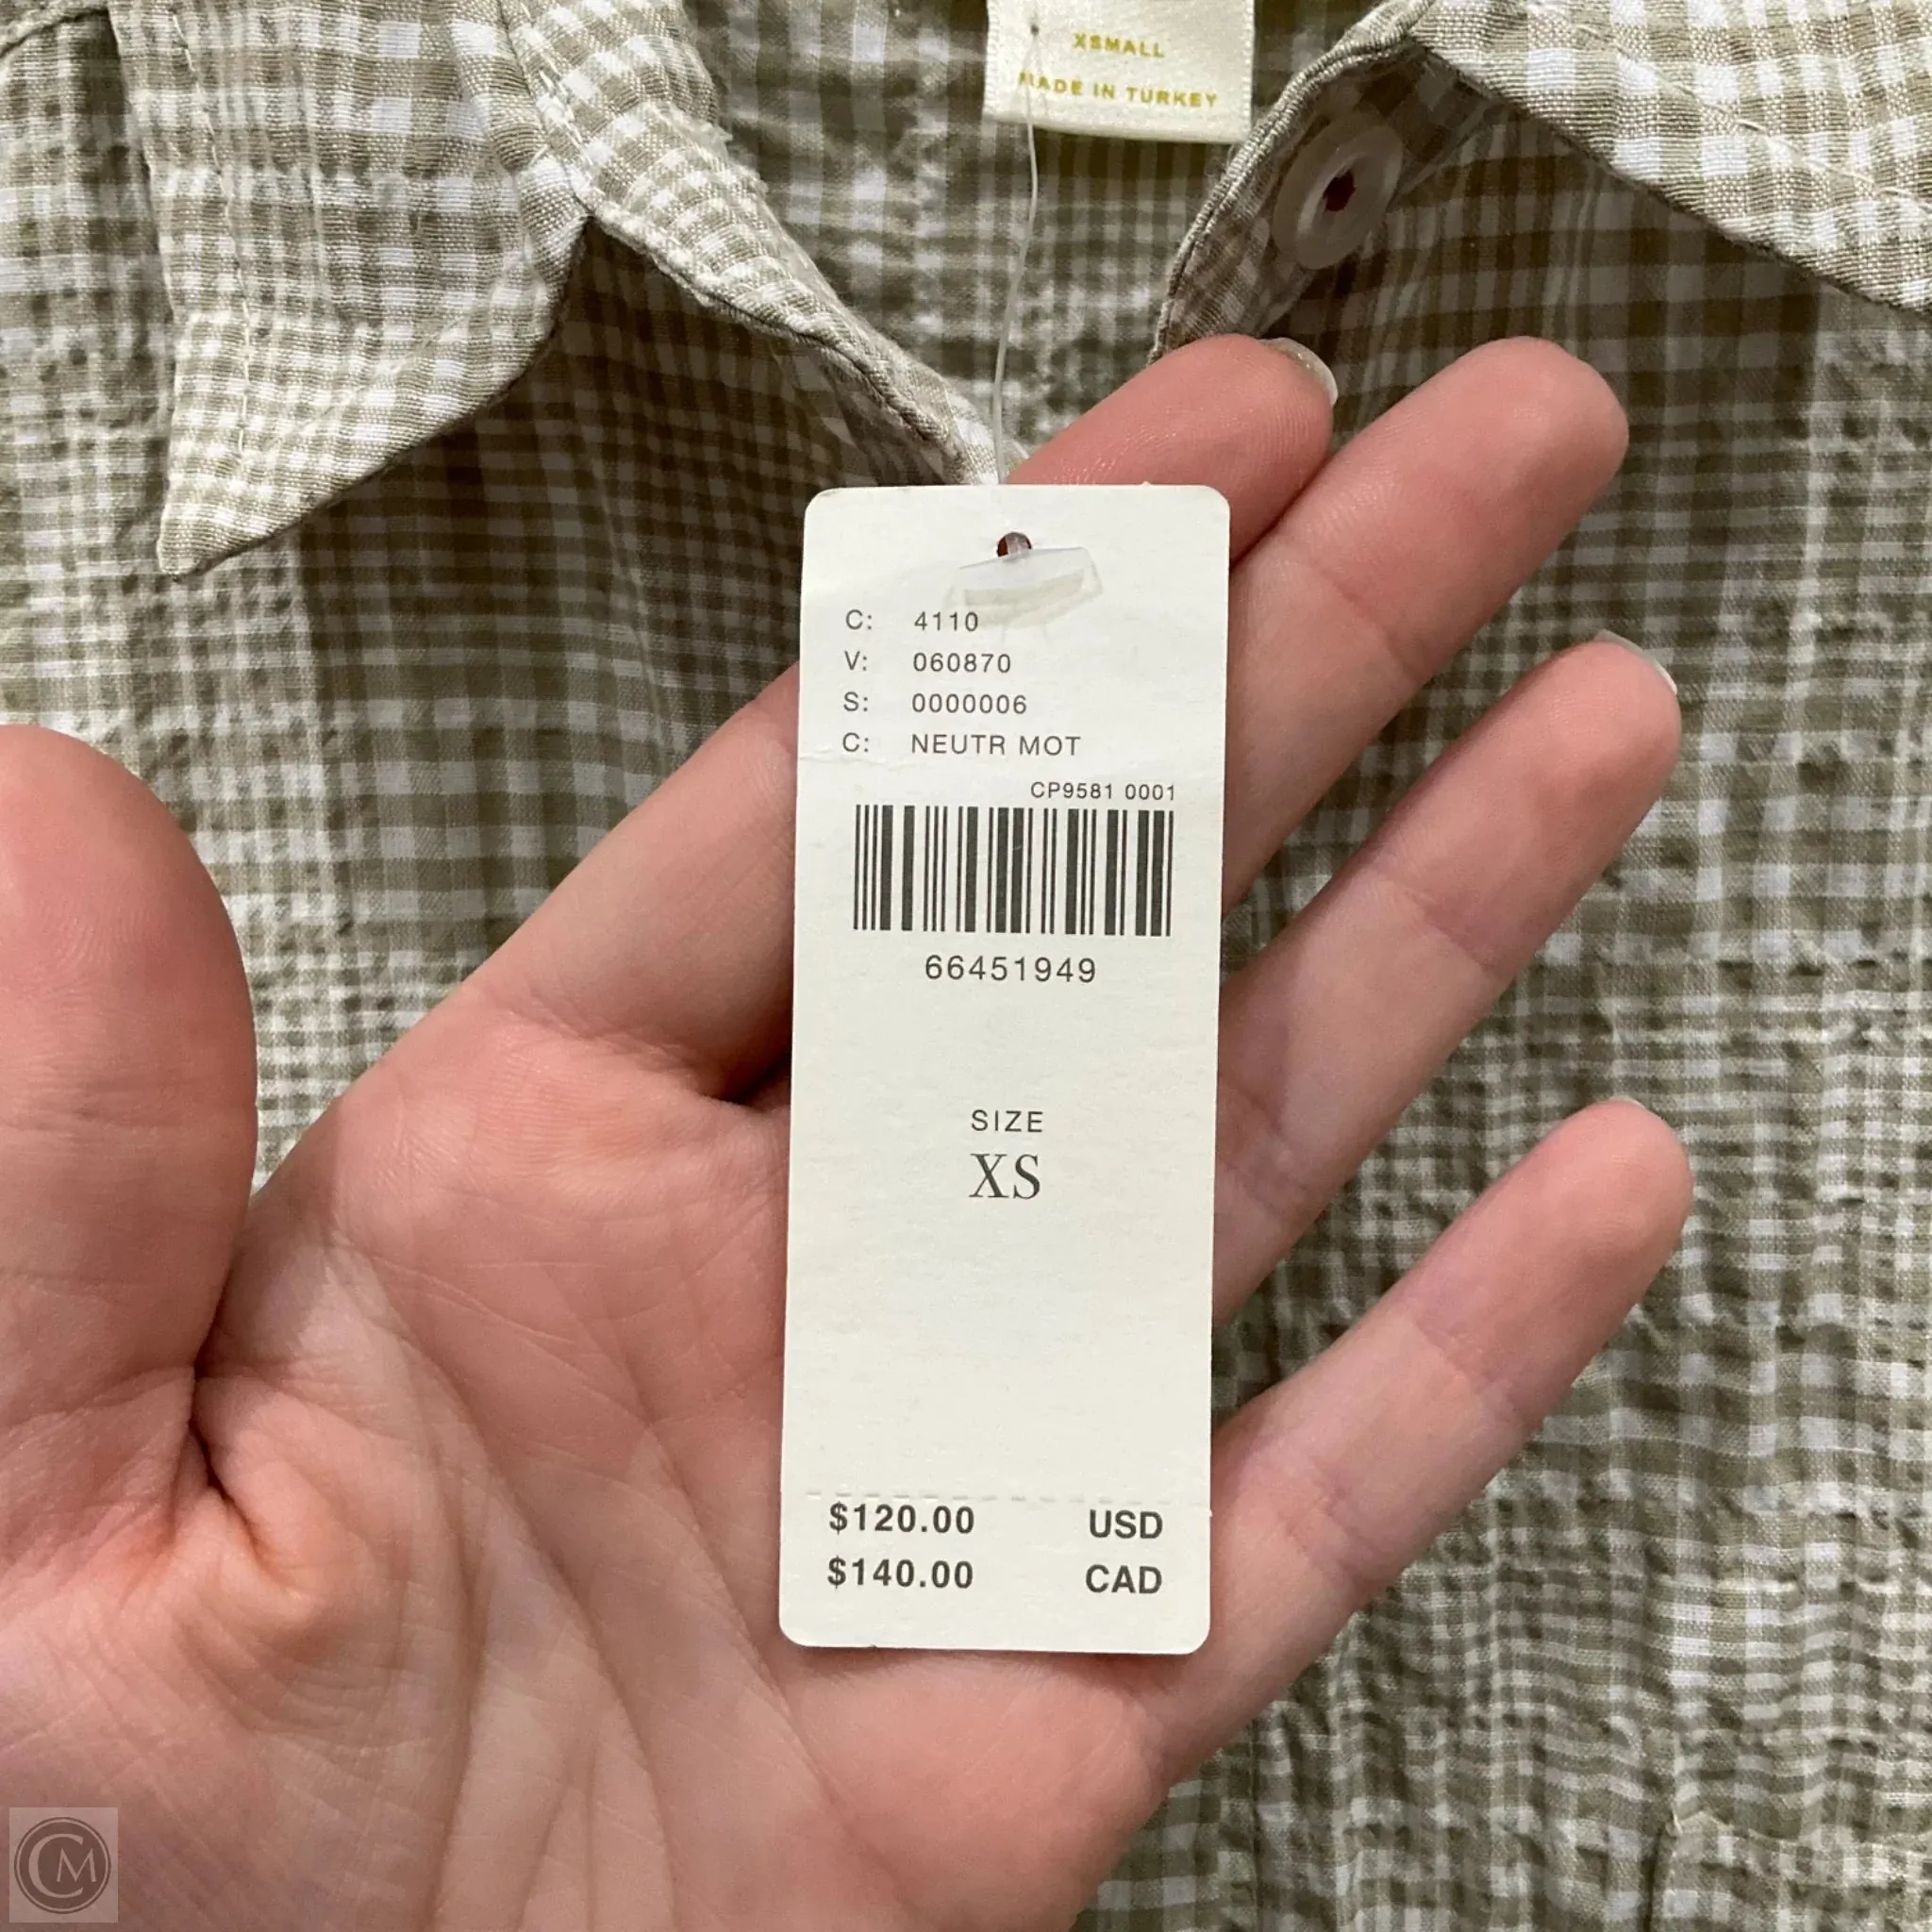 XSMALL
MADE IN TURKEY
C: 4110
V: 060870
S: 0000006
C: NEUTR MOT
CP9581 0001
66451949
SIZE
XS
$120.00 USD
$140.00 CAD
CM